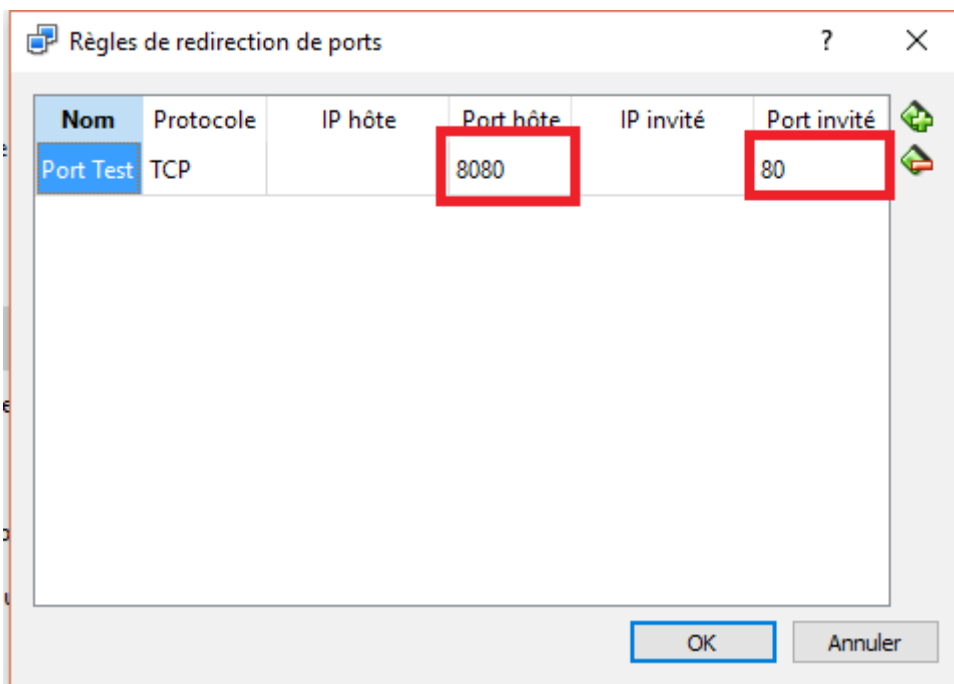 Règles de redirection de ports ?
Nom Protocole IP hôte Port hôte IP invité Port invité
Port Test TCP 8080 80
OK Annuler